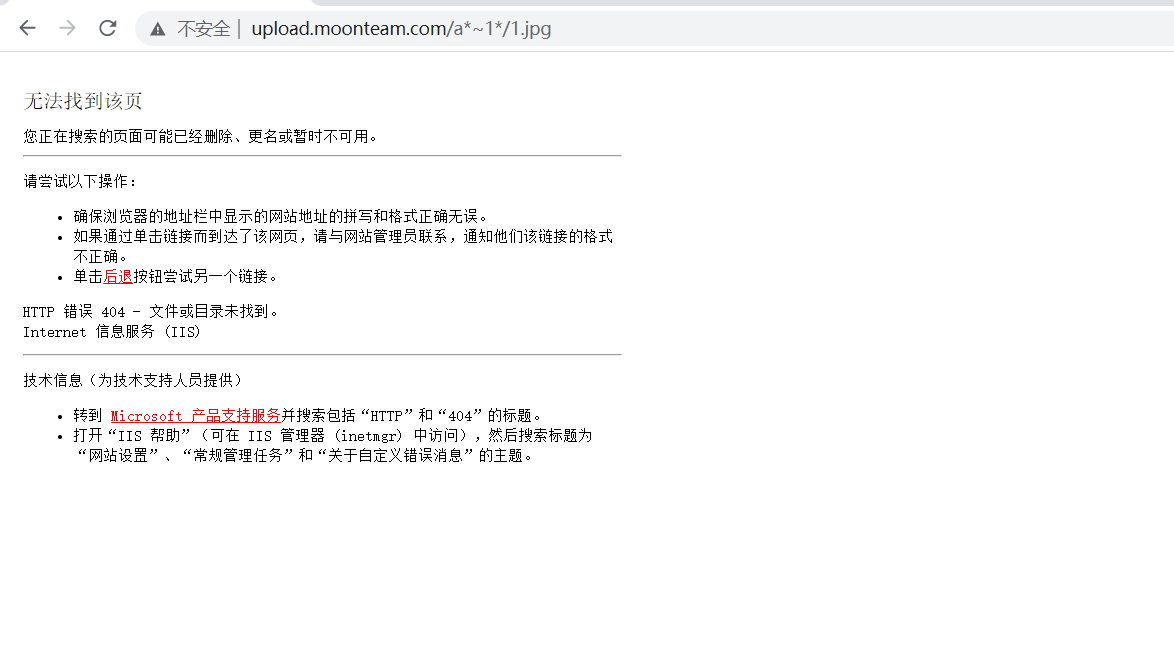 不安全 | upload.moonteam.com/a*~1*/1.jpg
无法找到该页
您正在搜索的页面可能已经删除、更名或暂时不可用。
请尝试以下操作：
• 确保浏览器的地址栏中显示的网站地址的拼写和格式正确无误。
• 如果通过单击链接而到达了该网页，请与网站管理员联系，通知他们该链接的格式
不正确。
• 单击后退按钮尝试另一个链接。
HTTP 错误 404 - 文件或目录未找到。
Internet 信息服务 (IIS)
技术信息（为技术支持人员提供）
• 转到 Microsoft 产品支持服务并搜索包括“HTTP”和“404”的标题。
• 打开“IIS 帮助”（可在 IIS 管理器 (inetmgr) 中访问），然后搜索标题为
“网站设置”、“常规管理任务”和“关于自定义错误消息”的主题。